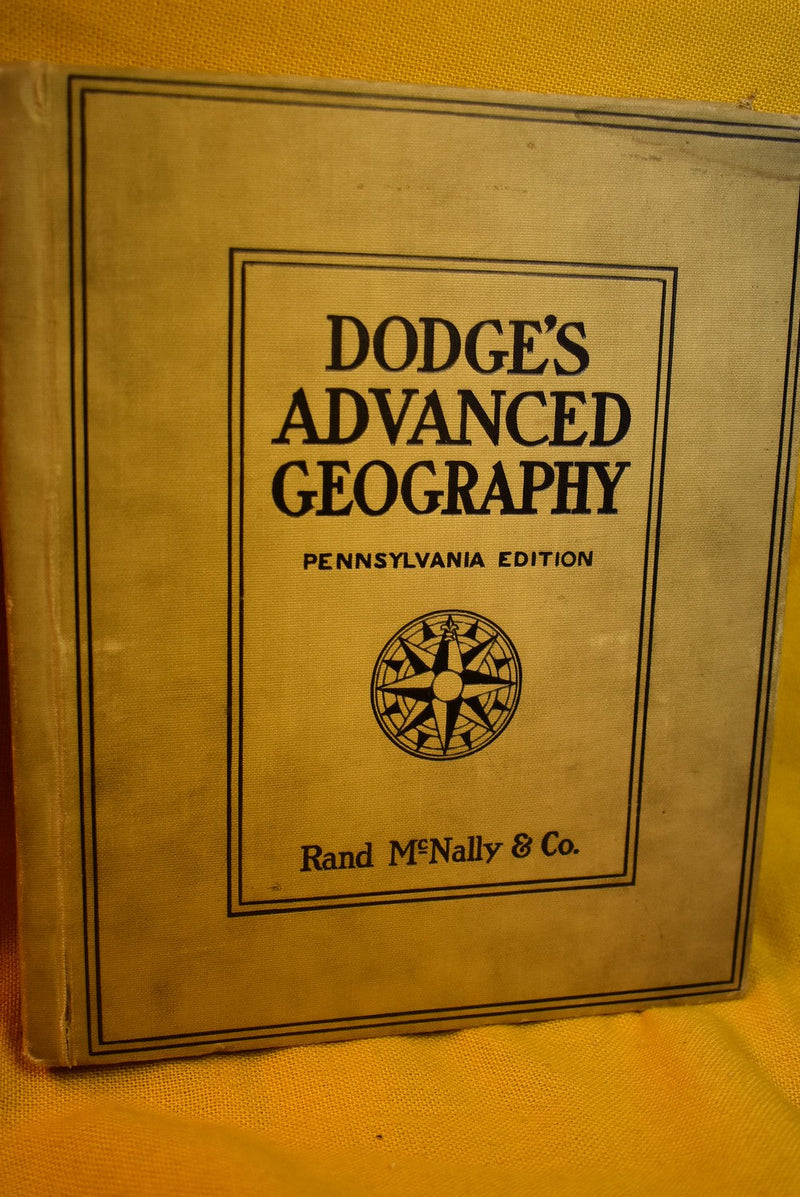 DODGE'S
ADVANCED
GEOGRAPHY
PENNSYLVANIA EDITION
Rand McNally & Co.